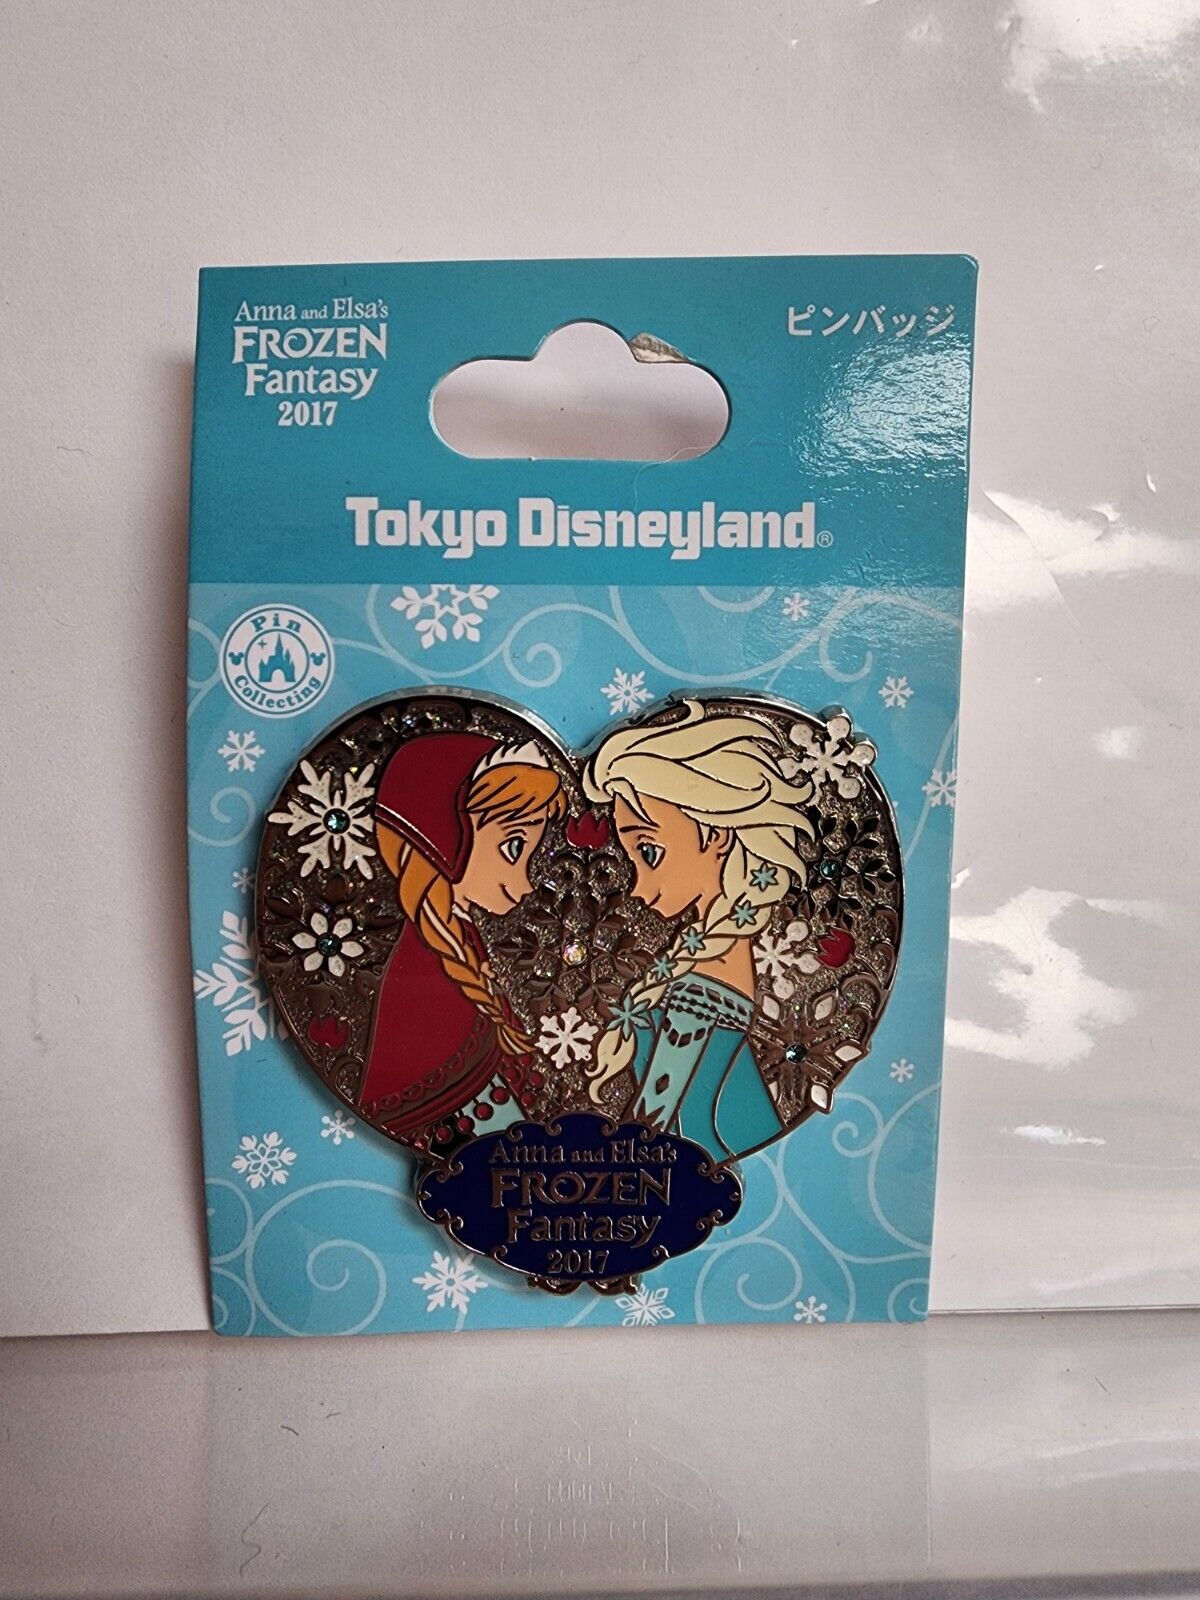 Anna and Elsa's
FROZEN
Fantasy
2017
ピンバッジ
Tokyo Disneyland®
Pin
Collecting
Anna and Elsa's
FROZEN
Fantasy
2017